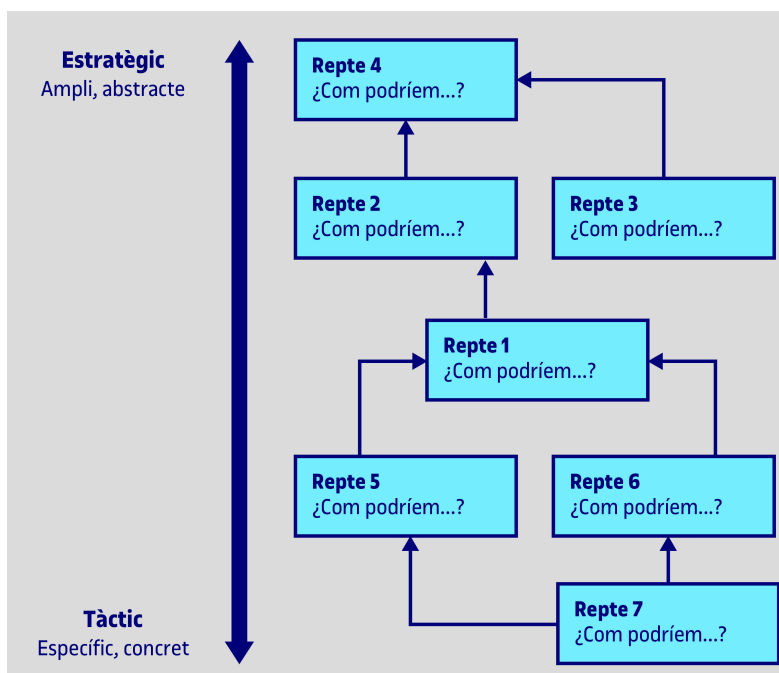 Estratègic
Ampli, abstracte
Repte 4
¿Com podríem...?
Repte 2
¿Com podríem...?
Repte 3
¿Com podríem...?
Repte 1
¿Com podríem...?
Repte 5
¿Com podríem...?
Repte 6
¿Com podríem...?
Tàctic
Específic, concret
Repte 7
¿Com podríem...?